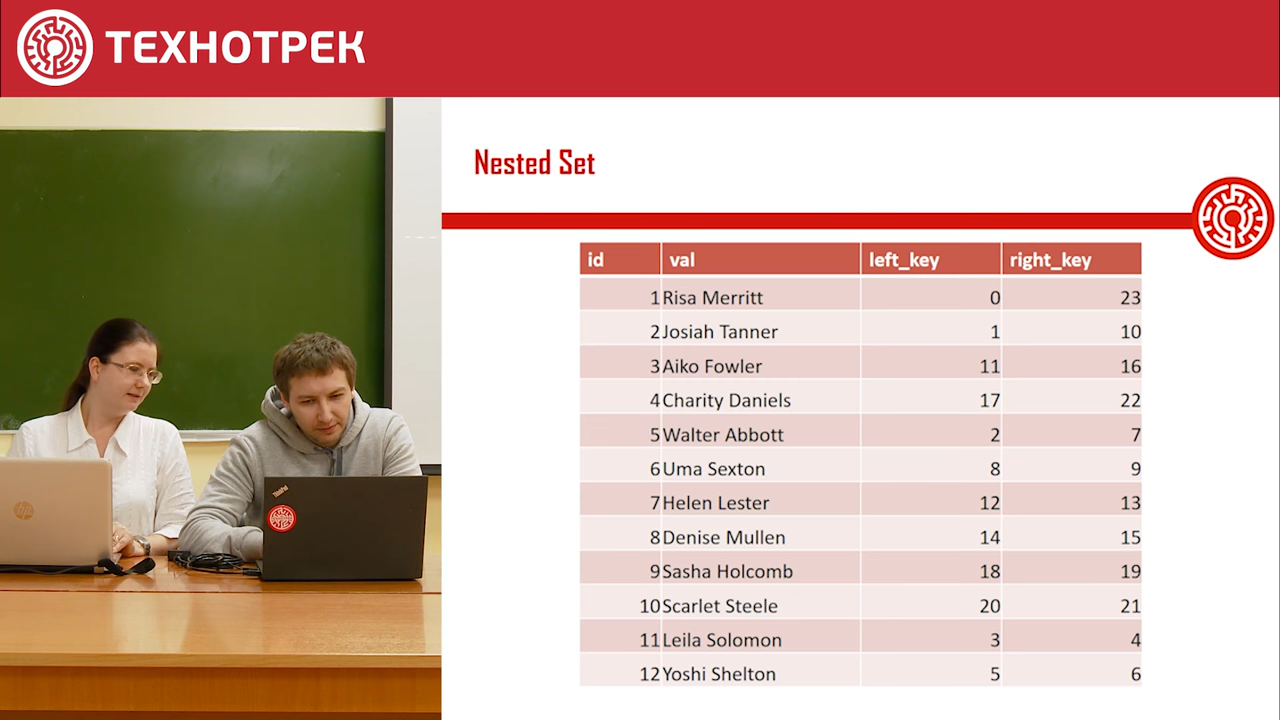 ТЕХНОТРЕК
Nested Set
id val left_key right_key
1 Risa Merritt 0 23
2 Josiah Tanner 1 10
3 Aiko Fowler 11 16
4 Charity Daniels 17 22
5 Walter Abbott 2 7
6 Uma Sexton 8 9
7 Helen Lester 12 13
8 Denise Mullen 14 15
9 Sasha Holcomb 18 19
10 Scarlet Steele 20 21
11 Leila Solomon 3 4
12 Yoshi Shelton 5 6
hp